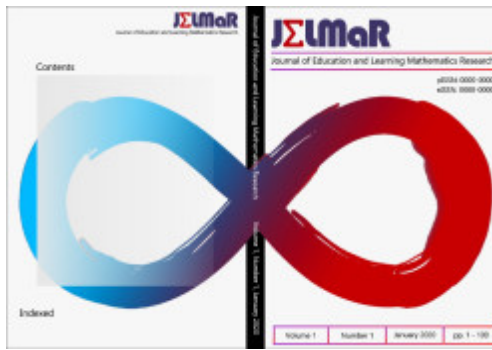 JΣLMaR
Journal of Education and Learning Mathematics Research
Contents
Indexed
Journal of Education and Learning Mathematics Research Volume 1, Number 1, January 2020
JΣLMaR
Journal of Education and Learning Mathematics Research
pISSN: 0000-0000
eISSN: 0000-0000
Volume 1 Number 1 January 2020 pp. 1 - 100